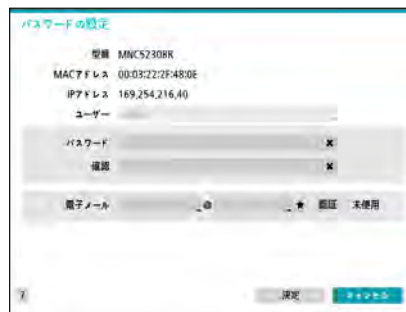 パスワードの設定
型類 MNC5230BR
MACアドレス 00:03:22:2F:48:0E
IPアドレス 169,254,216,40
ユーザー
パスワード ×
確認 ×
電子メール _@ _ ★ 認証 未使用
? 決定 キャンセル